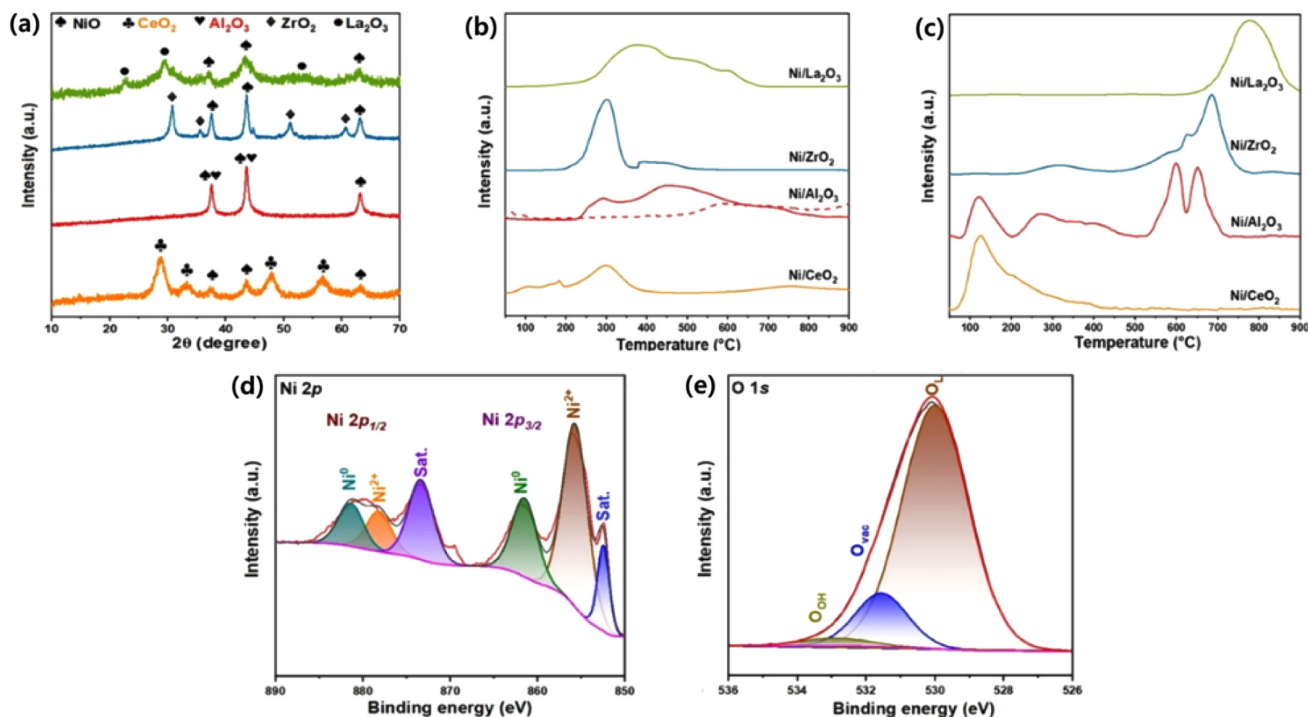 (a)
♠ NiO ♣ CeO₂ ♥ Al₂O₃ ♦ ZrO₂ ● La₂O₃
Intensity (a.u.)
10 20 30 40 50 60 70
2θ (degree)
(b)
Ni/La₂O₃
Ni/ZrO₂
Ni/Al₂O₃
Ni/CeO₂
Intensity (a.u.)
100 200 300 400 500 600 700 800 900
Temperature (°C)
(c)
Ni/La₂O₃
Ni/ZrO₂
Ni/Al₂O₃
Ni/CeO₂
Intensity (a.u.)
100 200 300 400 500 600 700 800 900
Temperature (°C)
(d)
Ni 2p
Ni 2p₁/₂
Ni 2p₃/₂
Ni⁰
Ni²⁺
Sat.
Ni⁰
Ni²⁺
Sat.
Intensity (a.u.)
890 880 870 860 850
Binding energy (eV)
(e)
O 1s
O_OH
O_vac
O_L
Intensity (a.u.)
536 534 532 530 528 526
Binding energy (eV)